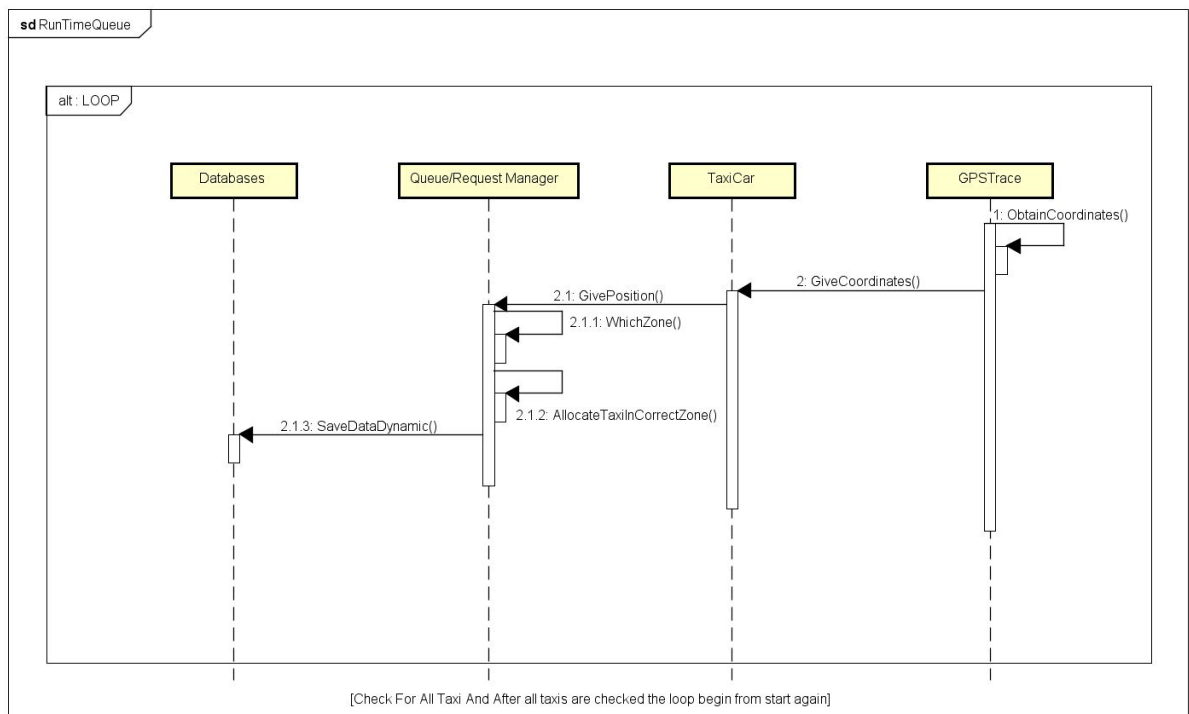 sd RunTimeQueue
alt : LOOP
Databases
Queue/Request Manager
TaxiCar
GPSTrace
1: ObtainCoordinates()
2: GiveCoordinates()
2.1: GivePosition()
2.1.1: WhichZone()
2.1.2: AllocateTaxiInCorrectZone()
2.1.3: SaveDataDynamic()
[Check For All Taxi And After all taxis are checked the loop begin from start again]